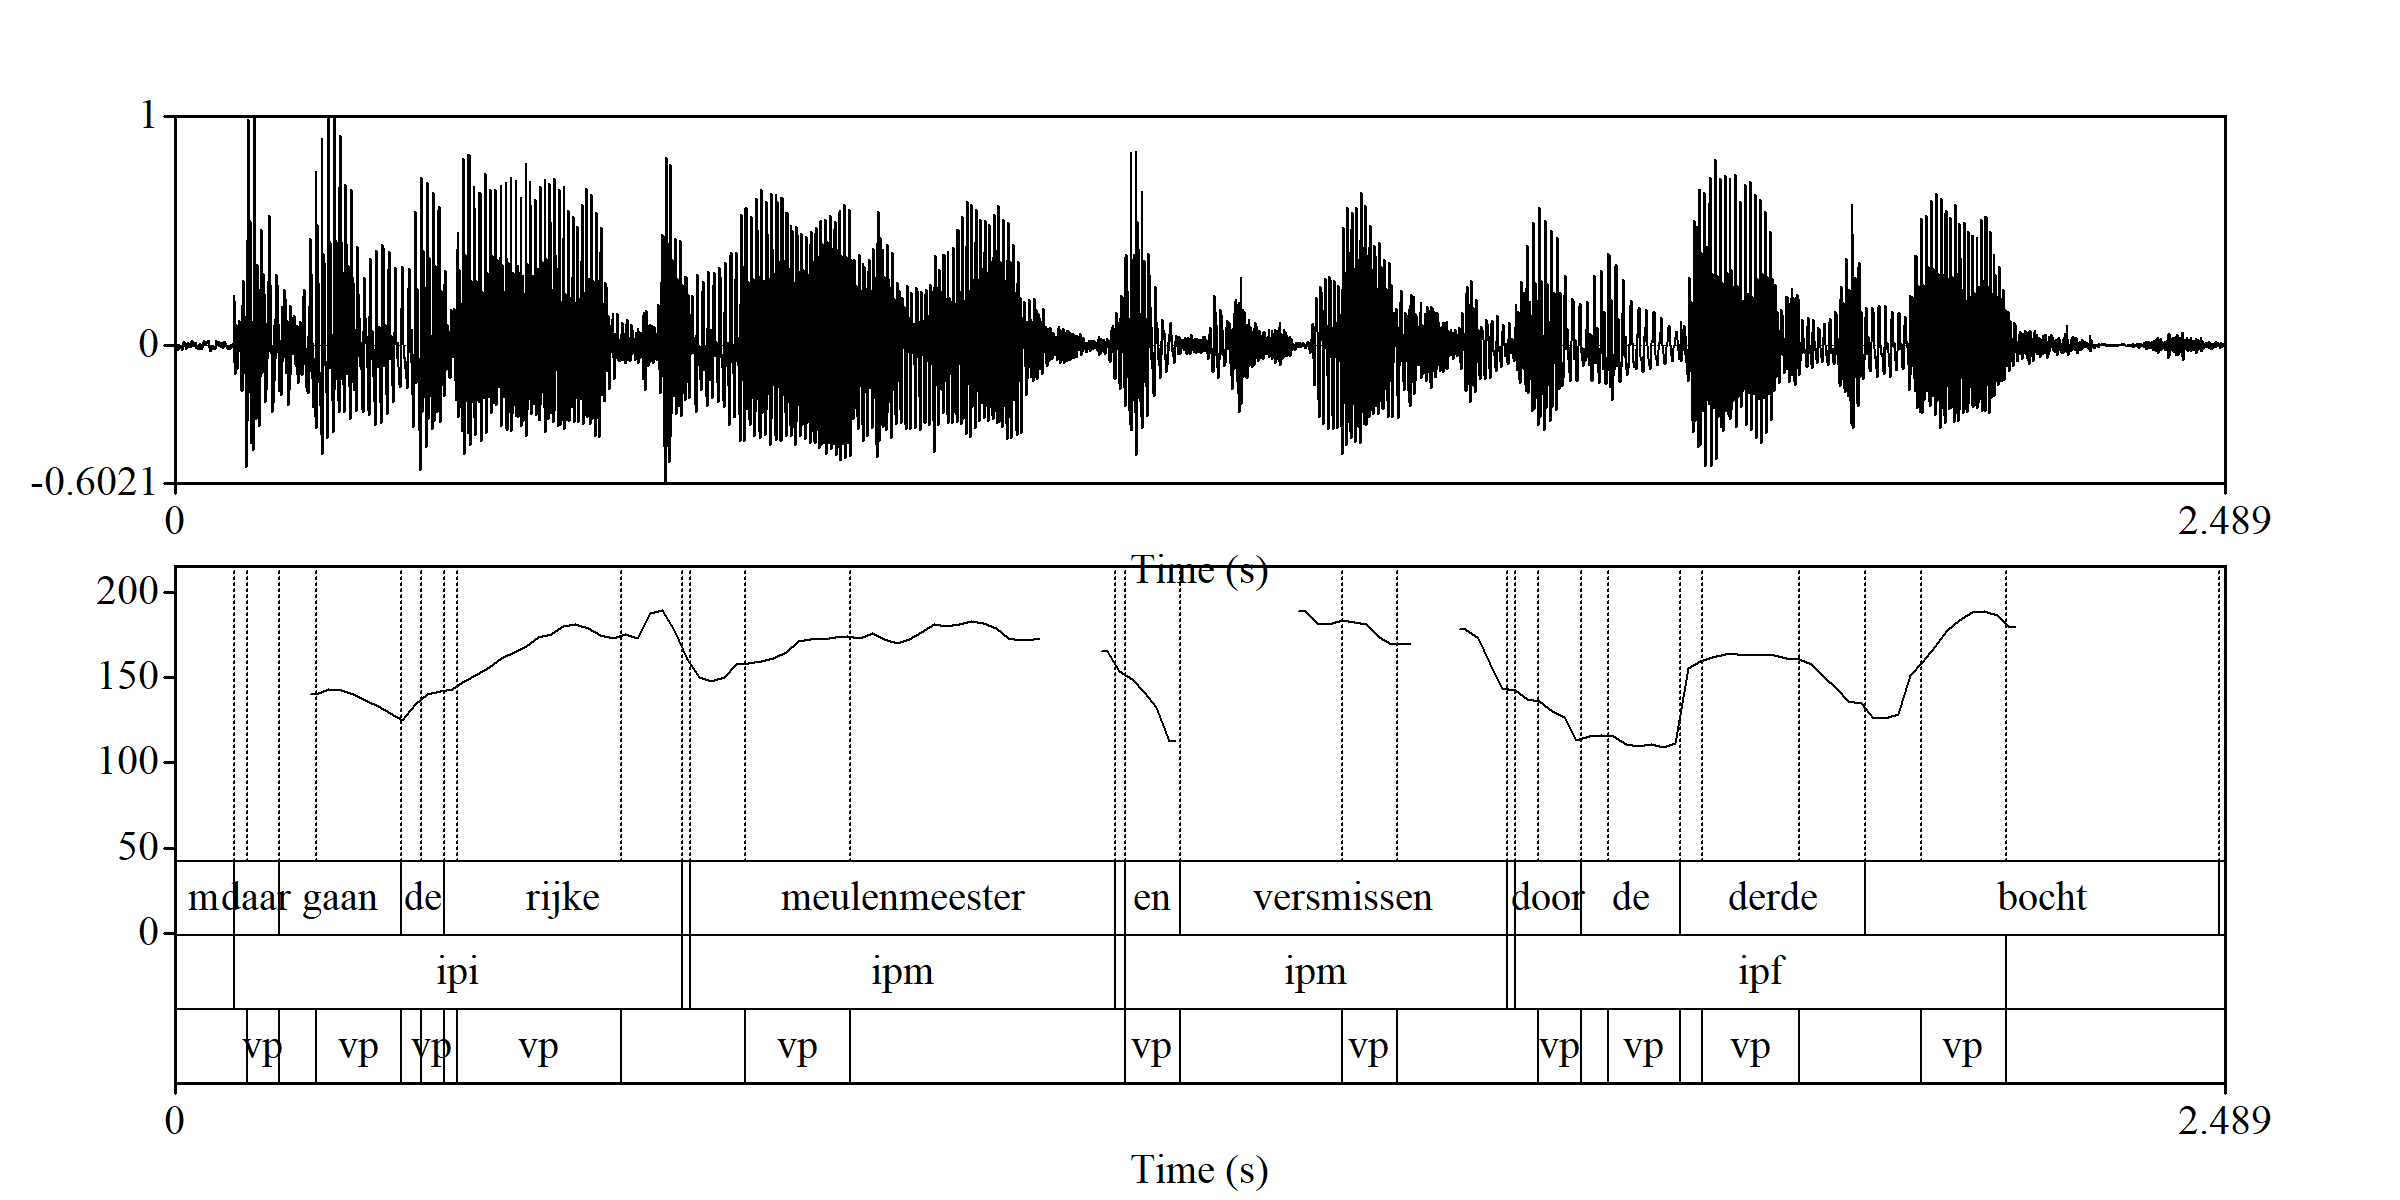 1
0
-0.6021
0 2.489
Time (s)
200
150
100
50
0
m daar gaan de rijke meulenmeester en versmissen door de derde bocht
ipi ipm ipm ipf
vp vp vp vp vp vp vp vp vp vp vp
0 2.489
Time (s)